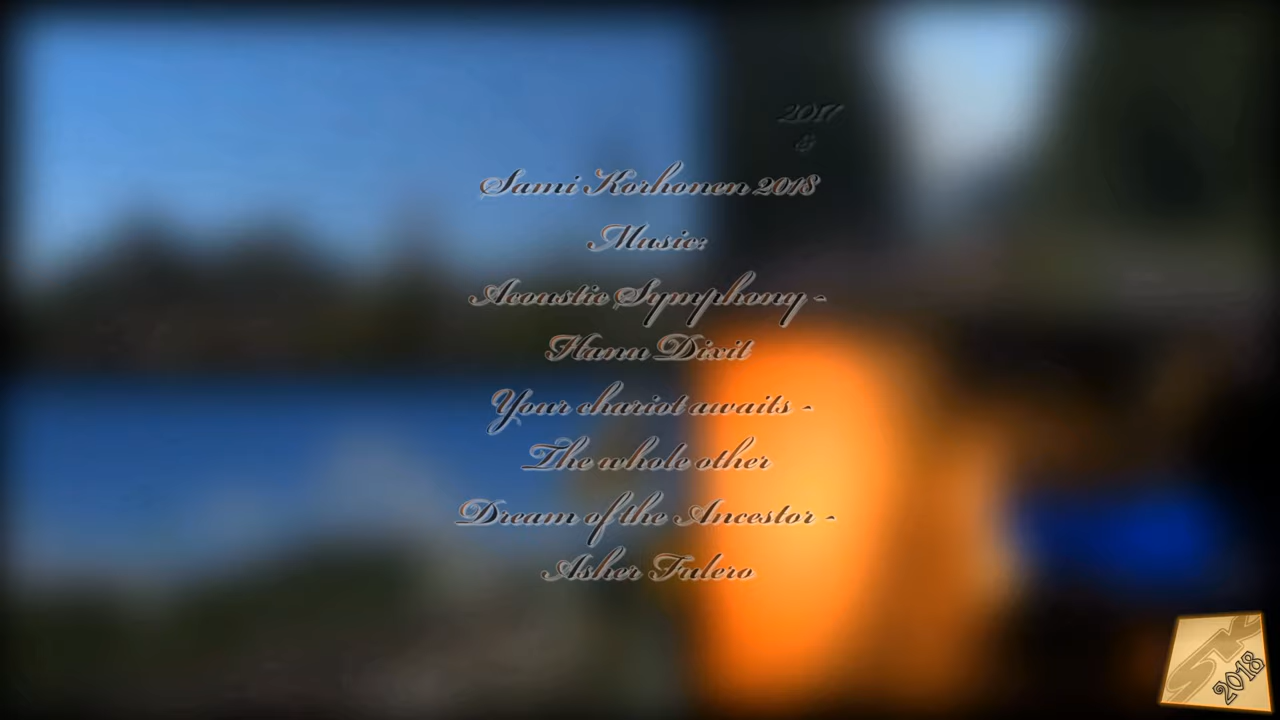 2017
&
Sami Korhonen 2018
Music:
Acoustic Symphony -
Hanu Dixit
Your chariot awaits -
The whole other
Dream of the Ancestor -
Asher Fulero
STK
2018